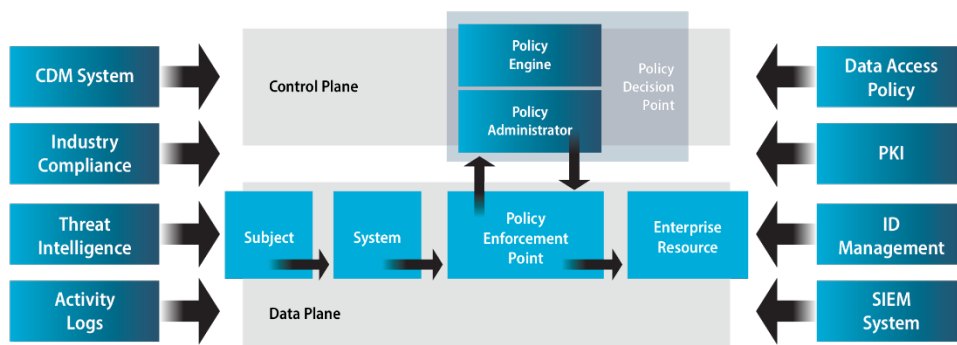 CDM System
Industry
Compliance
Threat
Intelligence
Activity
Logs
Control Plane
Policy
Engine
Policy
Administrator
Policy
Decision
Point
Subject
System
Policy
Enforcement
Point
Enterprise
Resource
Data Plane
Data Access
Policy
PKI
ID
Management
SIEM
System